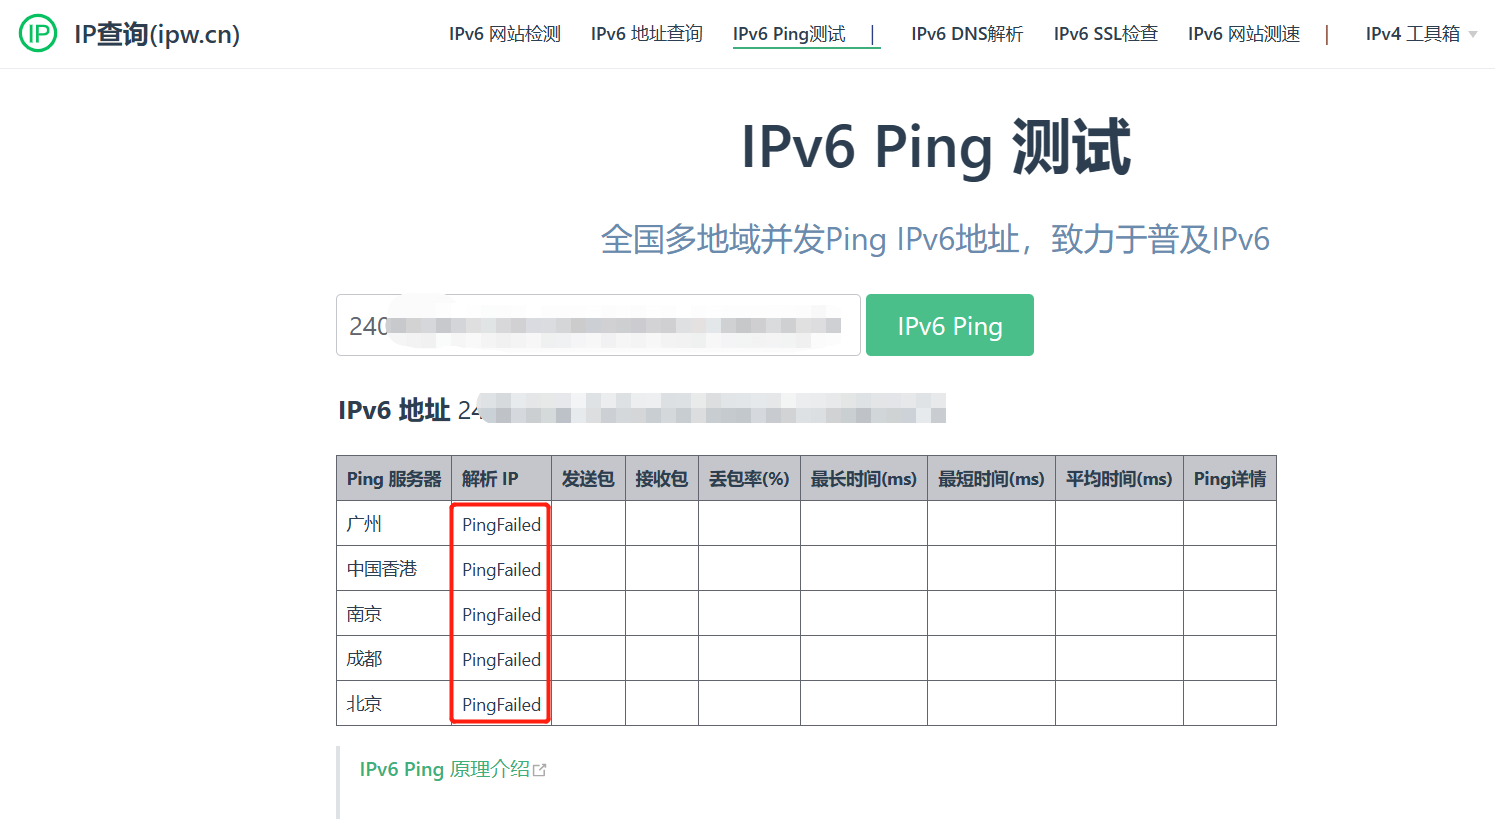 IP IP查询(ipw.cn) IPv6 网站检测 IPv6 地址查询 IPv6 Ping测试 | IPv6 DNS解析 IPv6 SSL检查 IPv6 网站测速 | IPv4 工具箱
IPv6 Ping 测试
全国多地域并发Ping IPv6地址，致力于普及IPv6
240 IPv6 Ping
IPv6 地址 24
Ping 服务器 解析 IP 发送包 接收包 丢包率(%) 最长时间(ms) 最短时间(ms) 平均时间(ms) Ping详情
广州 PingFailed
中国香港 PingFailed
南京 PingFailed
成都 PingFailed
北京 PingFailed
IPv6 Ping 原理介绍